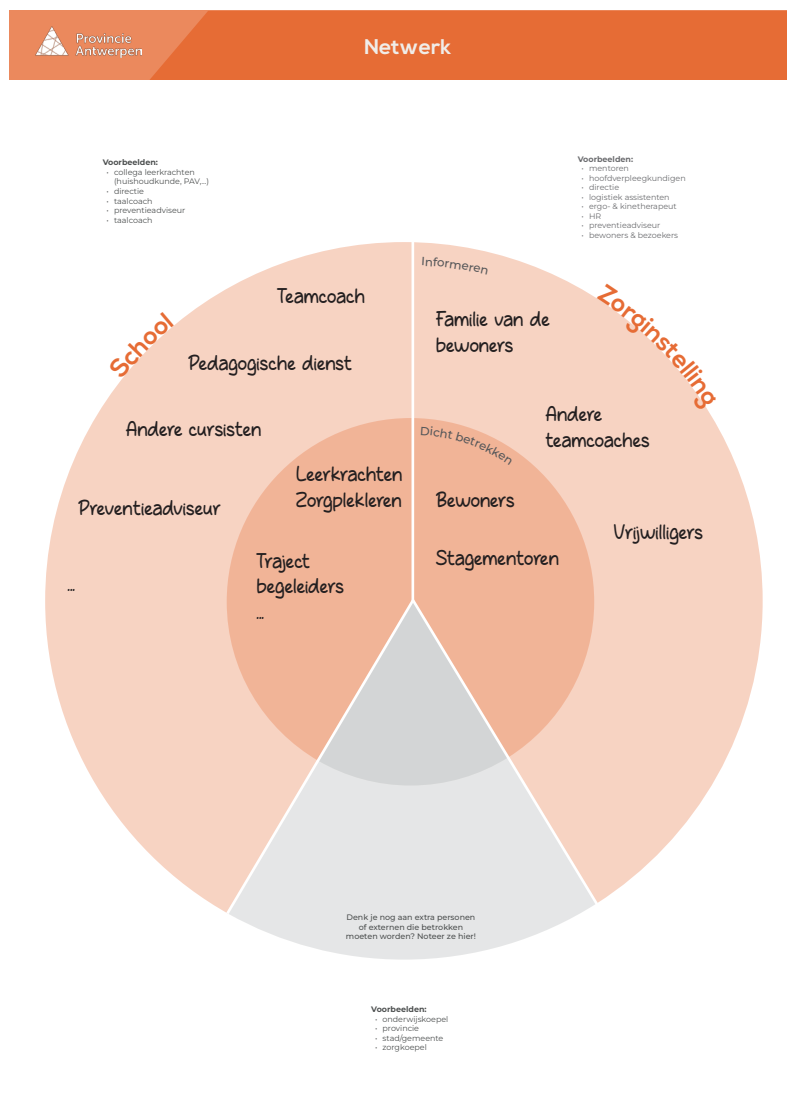 Provincie
Antwerpen
Netwerk
Voorbeelden:
• collega leerkrachten
(huishoudkunde, PAV,..)
• directie
• taalcoach
• preventieadviseur
• taalcoach
Voorbeelden:
• mentoren
• hoofdverpleegkundigen
• directie
• logistiek assistenten
• ergo- & kinetherapeut
• HR
• preventieadviseur
• bewoners & bezoekers
School
Teamcoach
Pedagogische dienst
Andere cursisten
Preventieadviseur
...
Leerkrachten
Zorgplekleren
Traject
begeleiders
...
Zorginstelling
Informeren
Familie van de
bewoners
Andere
teamcoaches
Vrijwilligers
Dicht betrekken
Bewoners
Stagementoren
Denk je nog aan extra personen
of externen die betrokken
moeten worden? Noteer ze hier!
Voorbeelden:
• onderwijskoepel
• provincie
• stad/gemeente
• zorgkoepel